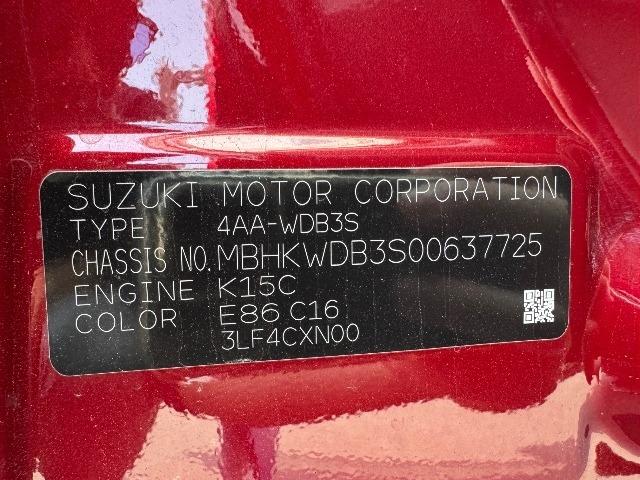 SUZUKI MOTOR CORPORATION
TYPE 4AA-WDB3S
CHASSIS NO. MBHKWDB3S00637725
ENGINE K15C
COLOR E86 C16
3LF4CXN00